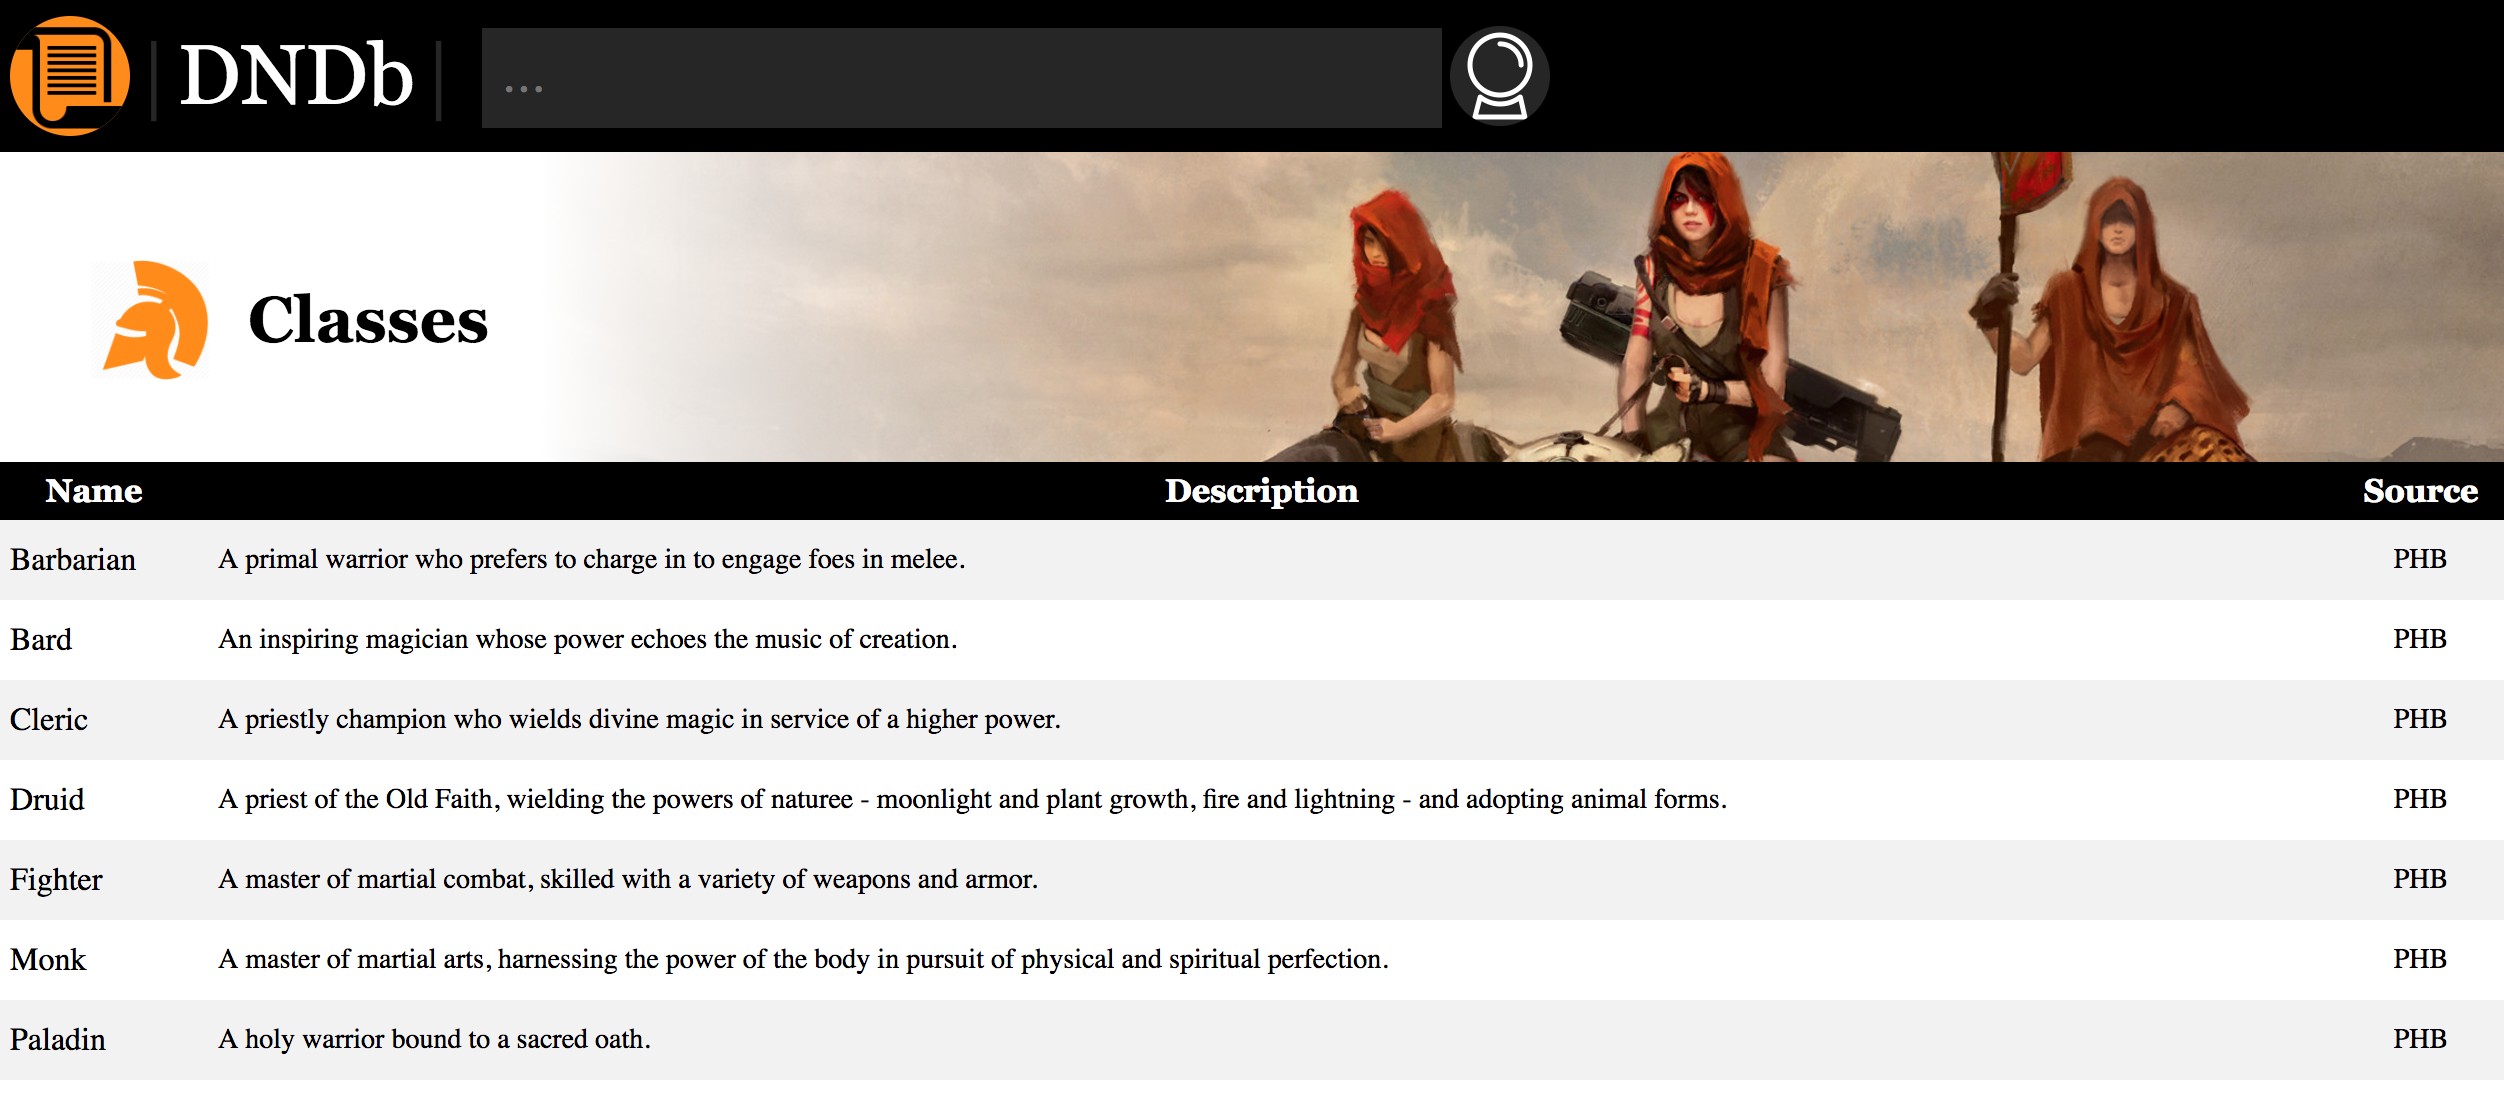 DNDb
...
Classes
Name Description Source
Barbarian A primal warrior who prefers to charge in to engage foes in melee. PHB
Bard An inspiring magician whose power echoes the music of creation. PHB
Cleric A priestly champion who wields divine magic in service of a higher power. PHB
Druid A priest of the Old Faith, wielding the powers of naturee - moonlight and plant growth, fire and lightning - and adopting animal forms. PHB
Fighter A master of martial combat, skilled with a variety of weapons and armor. PHB
Monk A master of martial arts, harnessing the power of the body in pursuit of physical and spiritual perfection. PHB
Paladin A holy warrior bound to a sacred oath. PHB